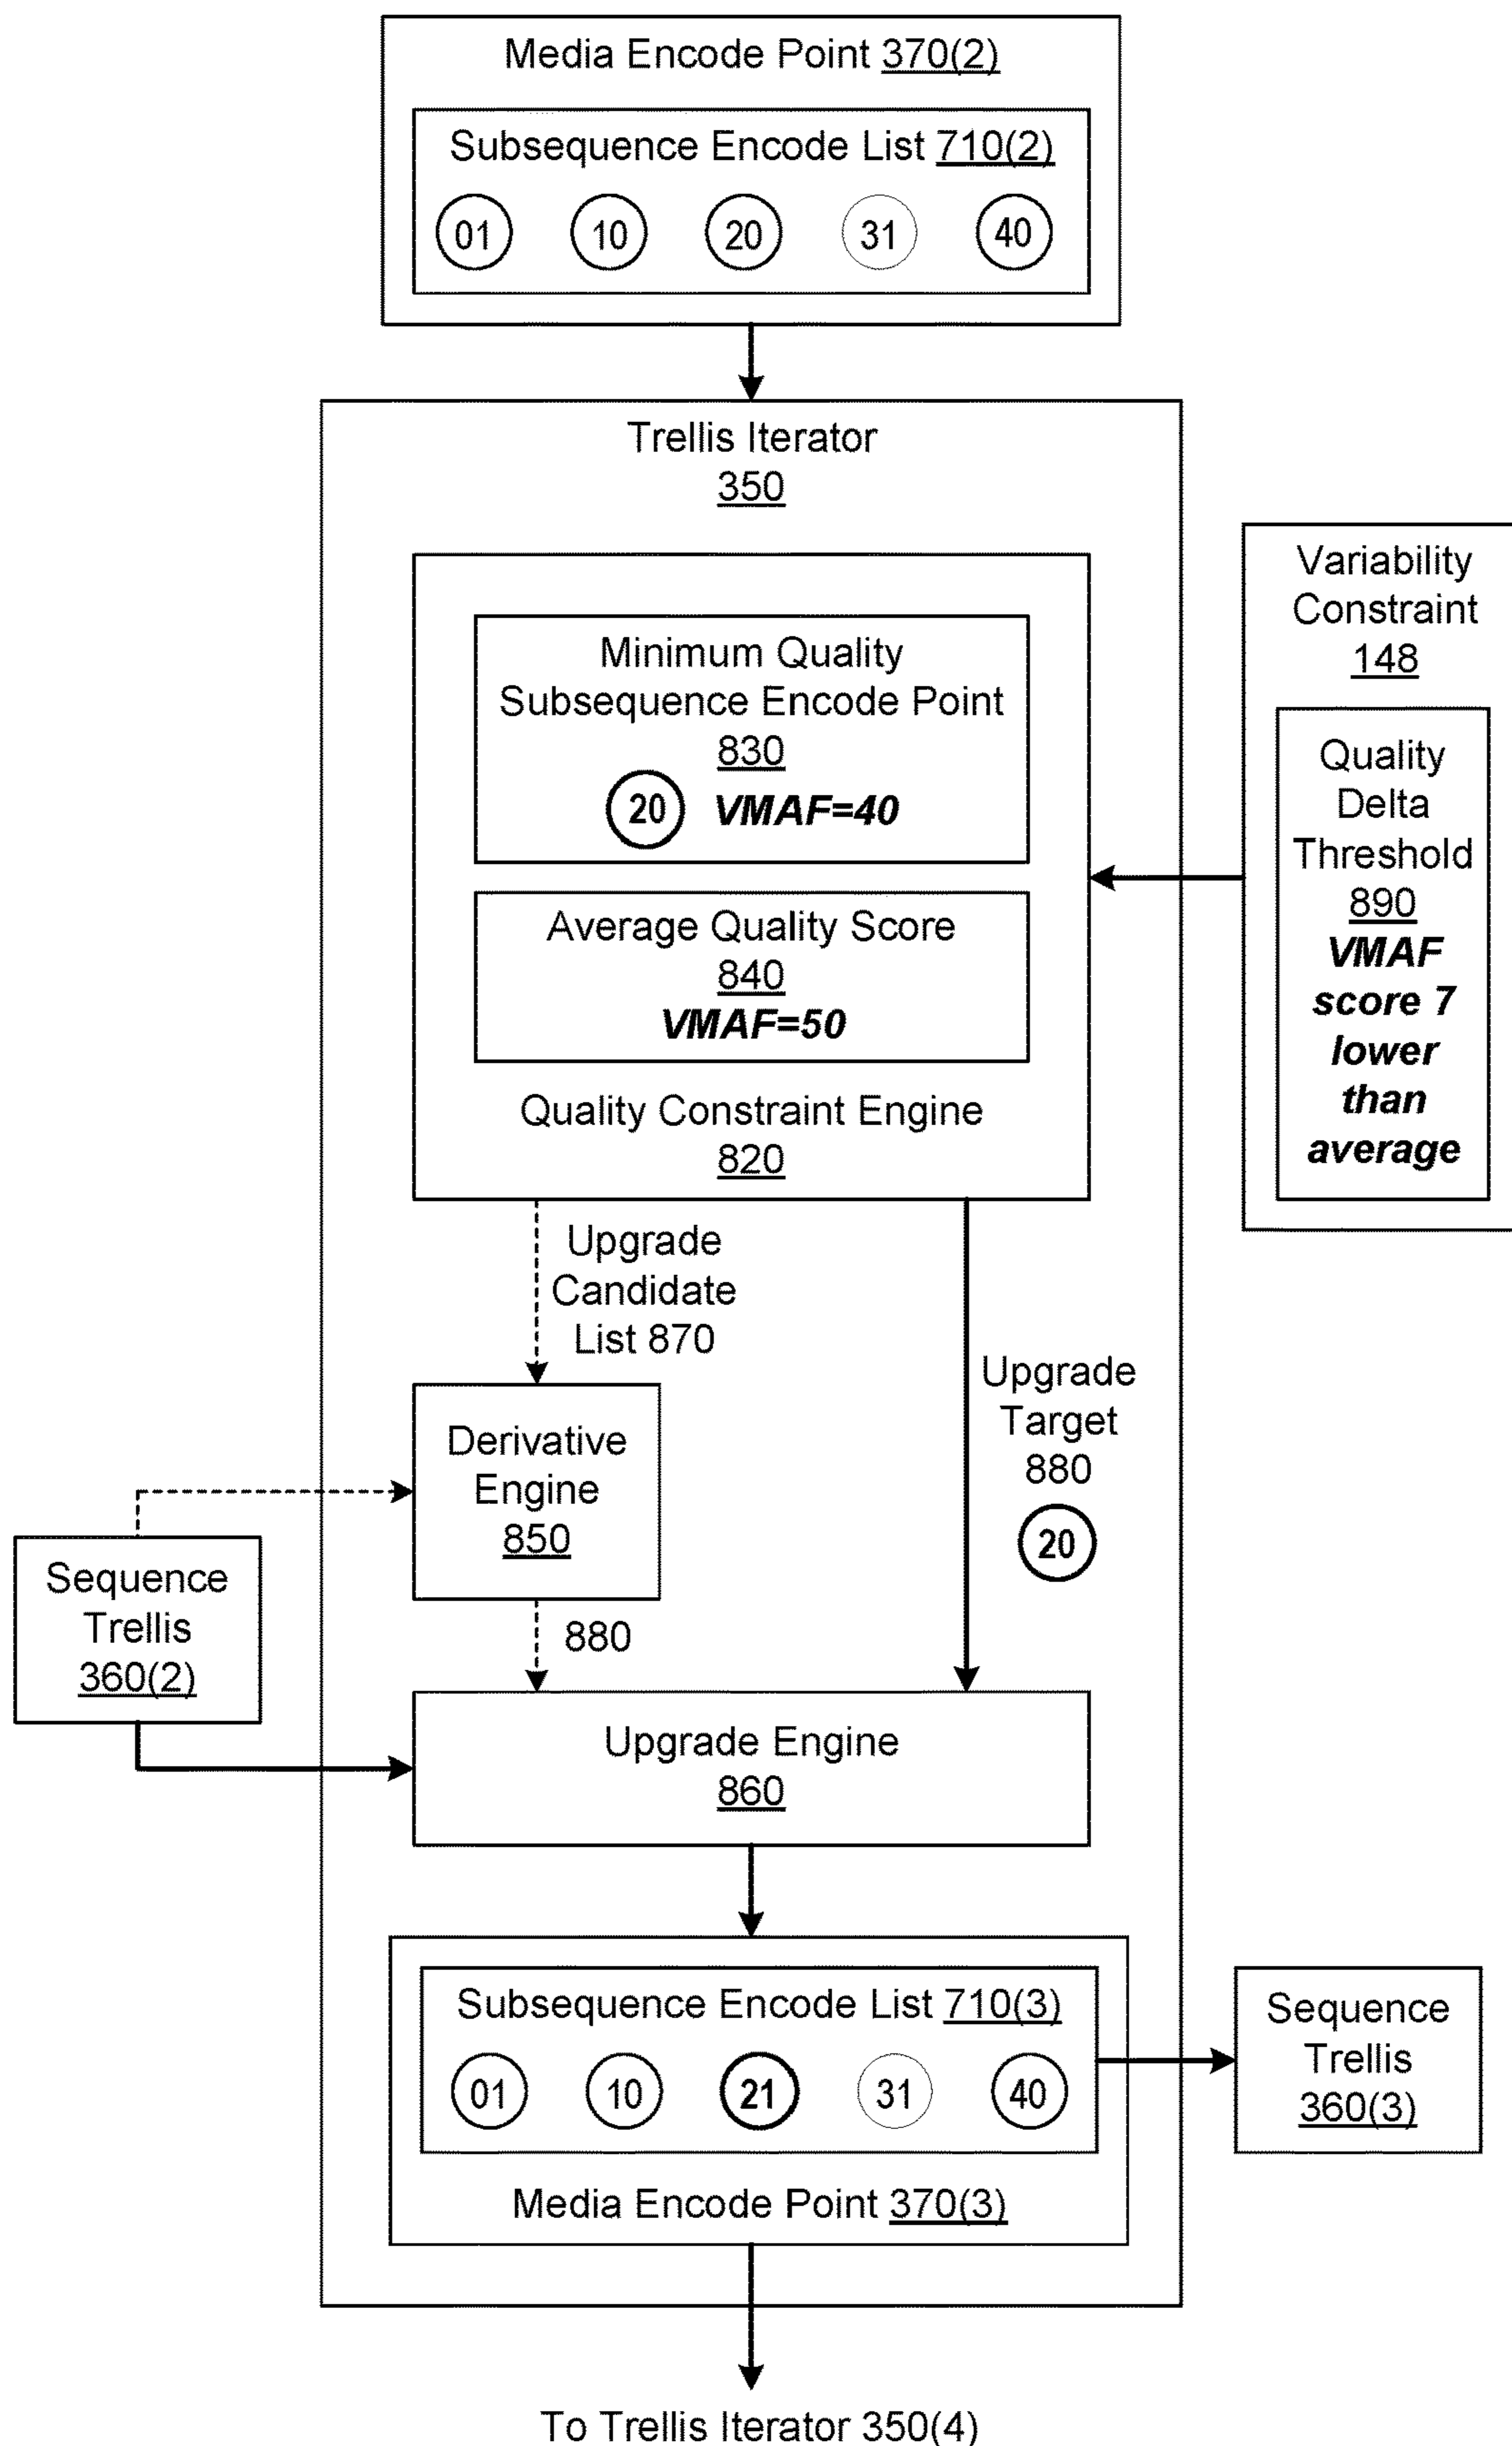 Media Encode Point 370(2)
Subsequence Encode List 710(2)
01 10 20 31 40
Trellis Iterator
350
Minimum Quality
Subsequence Encode Point
830
20 VMAF=40
Average Quality Score
840
VMAF=50
Quality Constraint Engine
820
Variability
Constraint
148
Quality
Delta
Threshold
890
VMAF
score 7
lower
than
average
Upgrade
Candidate
List 870
Upgrade
Target
880
20
Derivative
Engine
850
880
Sequence
Trellis
360(2)
Upgrade Engine
860
Subsequence Encode List 710(3)
01 10 21 31 40
Media Encode Point 370(3)
Sequence
Trellis
360(3)
To Trellis Iterator 350(4)